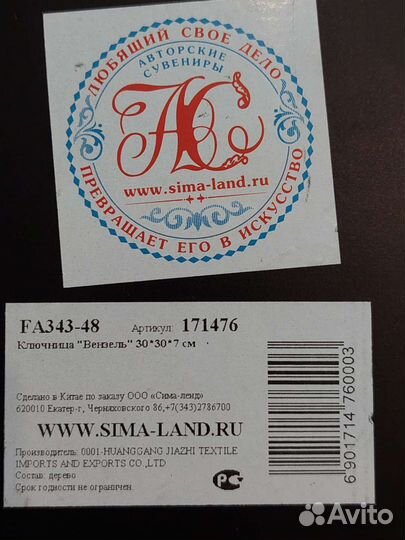 ЛЮБЯЩИЙ СВОЕ ДЕЛО
АВТОРСКИЕ
СУВЕНИРЫ
АС
www.sima-land.ru
ПРЕВРАЩАЕТ ЕГО В ИСКУССТВО
FA343-48 Артикул: 171476
Ключница "Вензель" 30*30*7 см
Сделано в Китае по заказу ООО «Сима-ленд»
620010 Екатер-г, Черняховского 86,+7(343)2786700
WWW.SIMA-LAND.RU
Производитель: 0001-HUANGGANG JIAZHI TEXTILE
IMPORTS AND EXPORTS CO.,LTD
Состав: дерево
Срок годности не ограничен.
РС
6901714760003
Avito